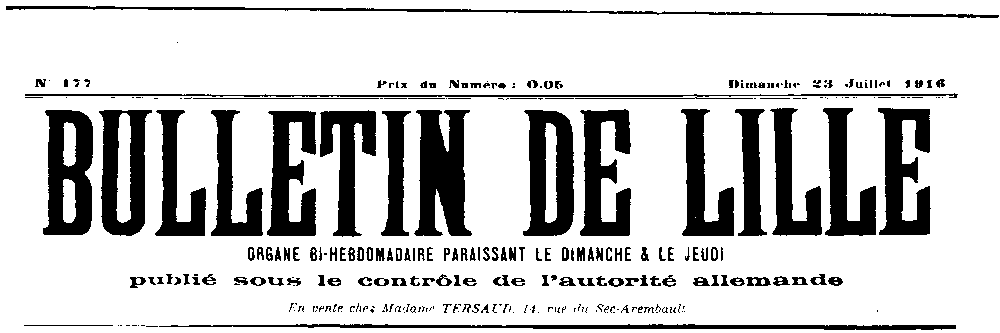 N° 177 Prix du Numéro : 0.05 Dimanche 23 Juillet 1916
BULLETIN DE LILLE
ORGANE BI-HEBDOMADAIRE PARAISSANT LE DIMANCHE & LE JEUDI
publié sous le contrôle de l'autorité allemande
En vente chez Madame TERSAUD, 14, rue du Sec-Arembault